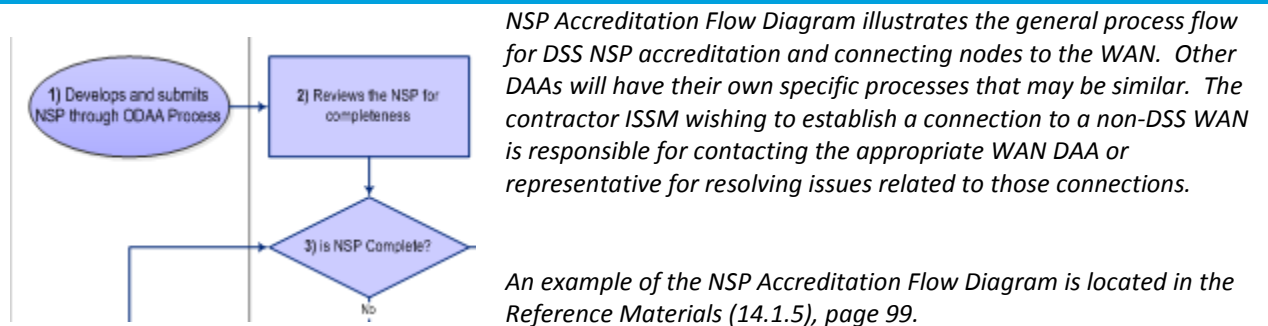 1) Develops and submits
NSP through ODAA Process
2) Reviews the NSP for
completeness
3) is NSP Complete?
No
NSP Accreditation Flow Diagram illustrates the general process flow
for DSS NSP accreditation and connecting nodes to the WAN. Other
DAAs will have their own specific processes that may be similar. The
contractor ISSM wishing to establish a connection to a non-DSS WAN
is responsible for contacting the appropriate WAN DAA or
representative for resolving issues related to those connections.
An example of the NSP Accreditation Flow Diagram is located in the
Reference Materials (14.1.5), page 99.